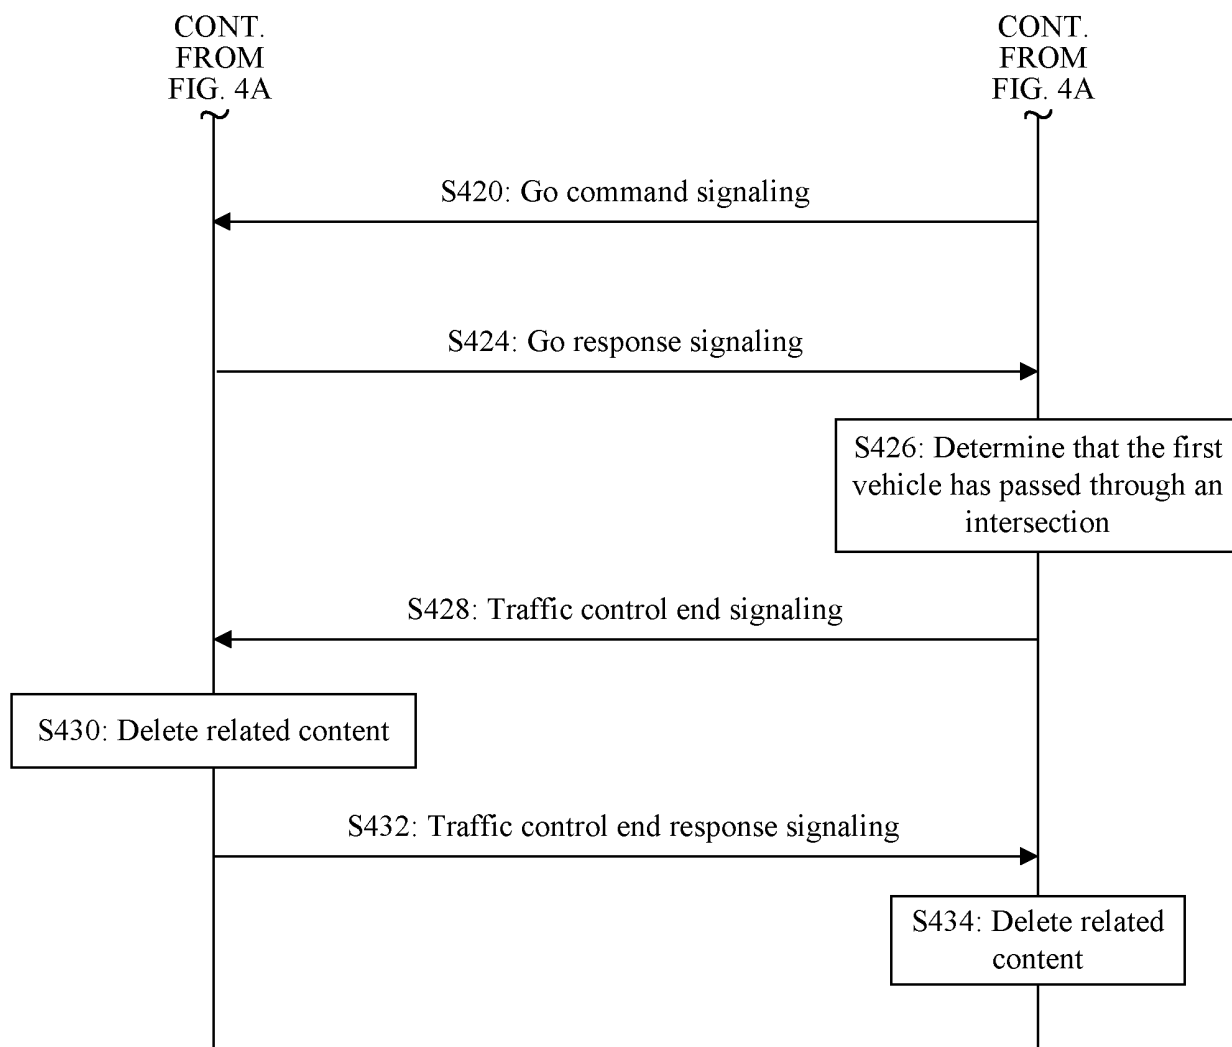 CONT.
FROM
FIG. 4A
CONT.
FROM
FIG. 4A
S420: Go command signaling
S424: Go response signaling
S426: Determine that the first
vehicle has passed through an
intersection
S428: Traffic control end signaling
S430: Delete related content
S432: Traffic control end response signaling
S434: Delete related
content